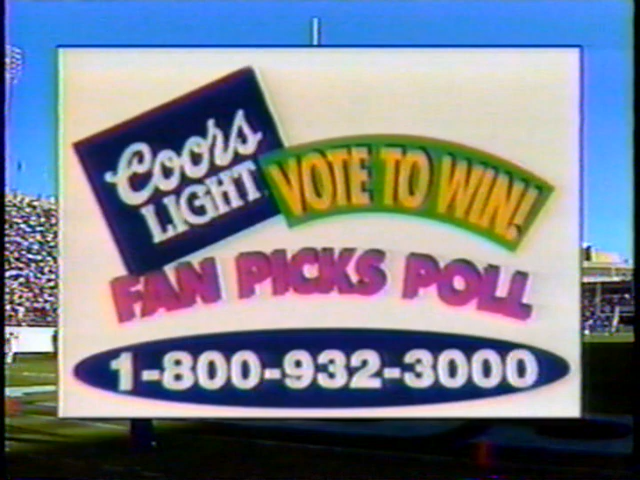 Coors
LIGHT
VOTE TO WIN!
FAN PICKS POLL
1-800-932-3000